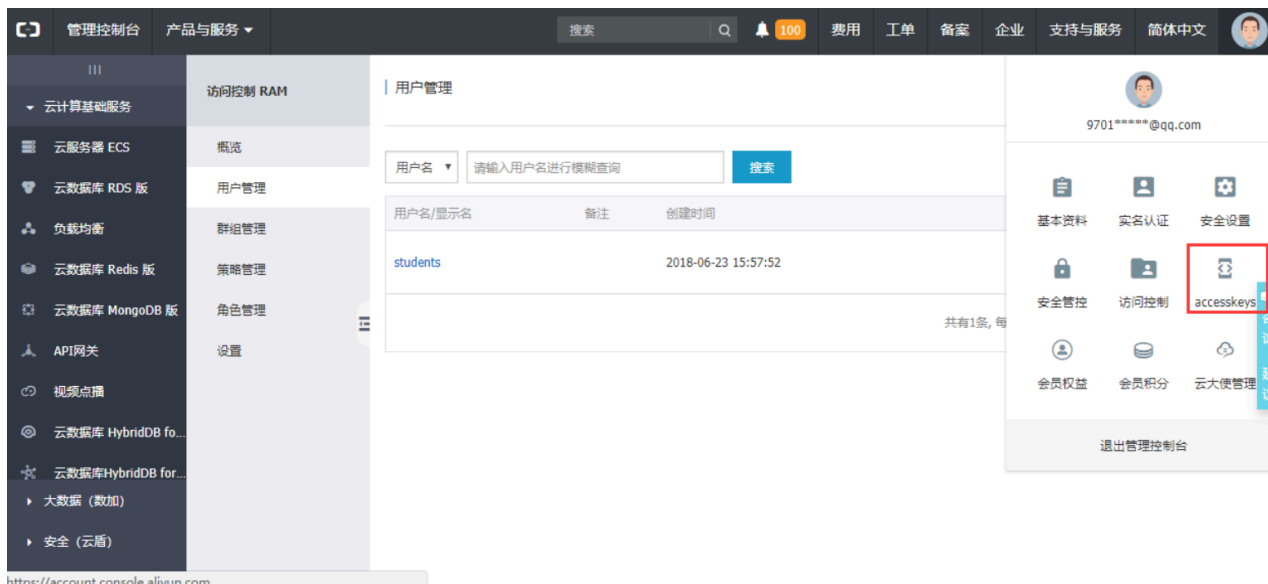 管理控制台 产品与服务 搜索 100 费用 工单 备案 企业 支持与服务 简体中文
云计算基础服务
云服务器 ECS
云数据库 RDS 版
负载均衡
云数据库 Redis 版
云数据库 MongoDB 版
API网关
视频点播
云数据库 HybridDB fo...
云数据库HybridDB for...
大数据（数加）
安全（云盾）
访问控制 RAM
概览
用户管理
群组管理
策略管理
角色管理
设置
用户管理
用户名 请输入用户名进行模糊查询 搜索
用户名/显示名 备注 创建时间
students 2018-06-23 15:57:52
共有1条, 每
9701*****@qq.com
基本资料 实名认证 安全设置
安全管控 访问控制 accesskeys
会员权益 会员积分 云大使管理
退出管理控制台
https://account.console.aliyun.com